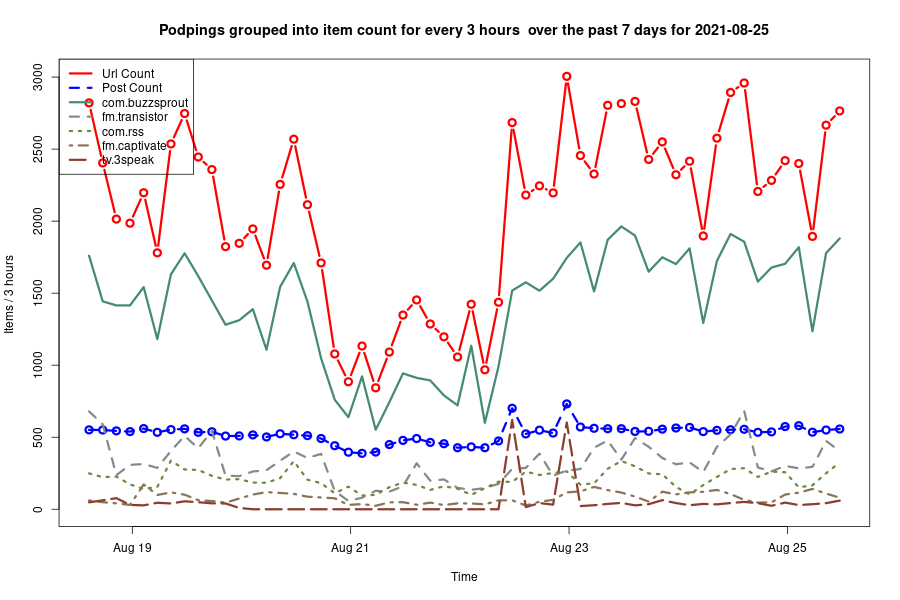 Podpings grouped into item count for every 3 hours  over the past 7 days for 2021-08-25
Url Count
Post Count
com.buzzsprout
fm.transistor
com.rss
fm.captivate
tv.3speak
Items / 3 hours
3000
2500
2000
1500
1000
500
0
Aug 19
Aug 21
Aug 23
Aug 25
Time